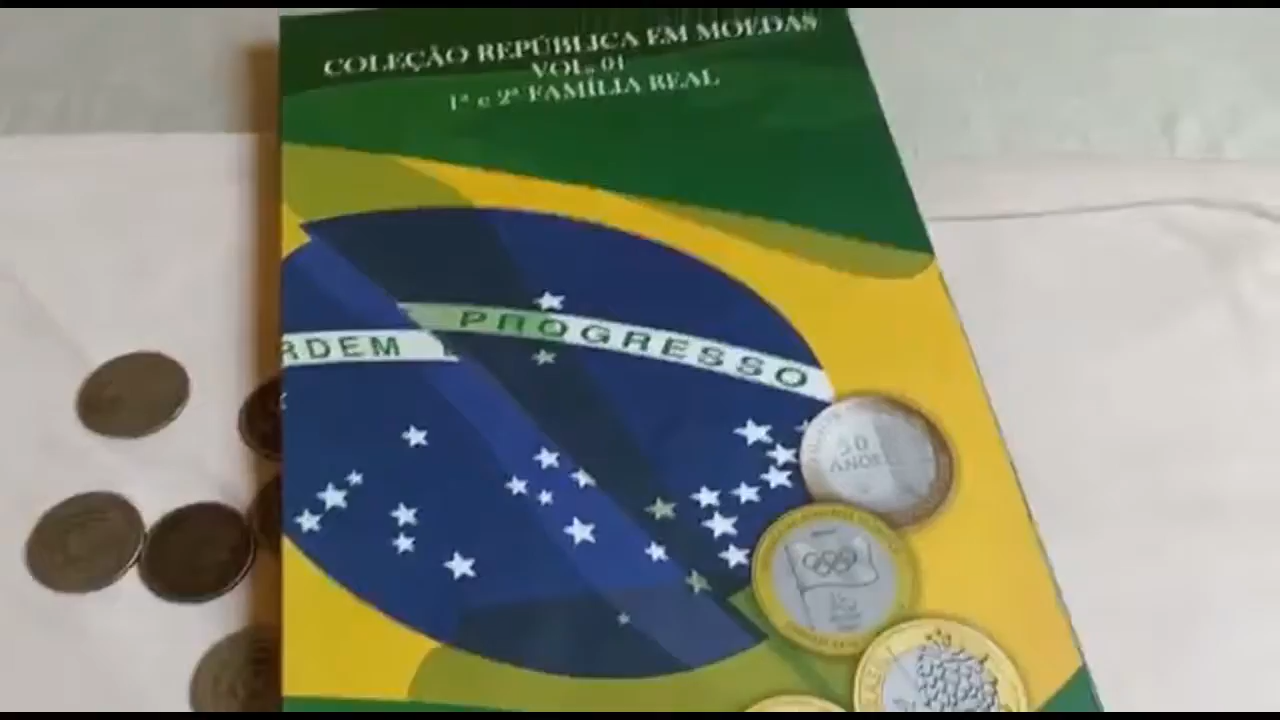 COLEÇÃO REPÚBLICA EM MOEDAS
VOL. 01
1ª e 2ª FAMÍLIA REAL
RDEM E PROGRESSO
50
ANOS